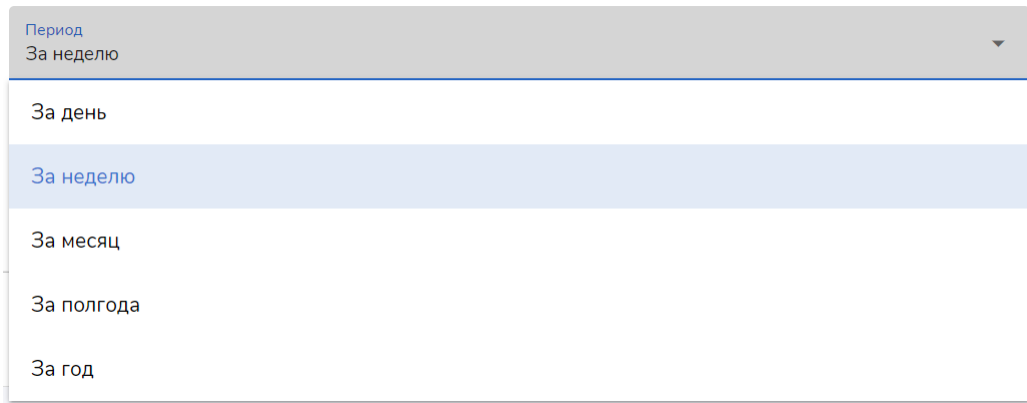 Период
За неделю
За день
За неделю
За месяц
За полгода
За год